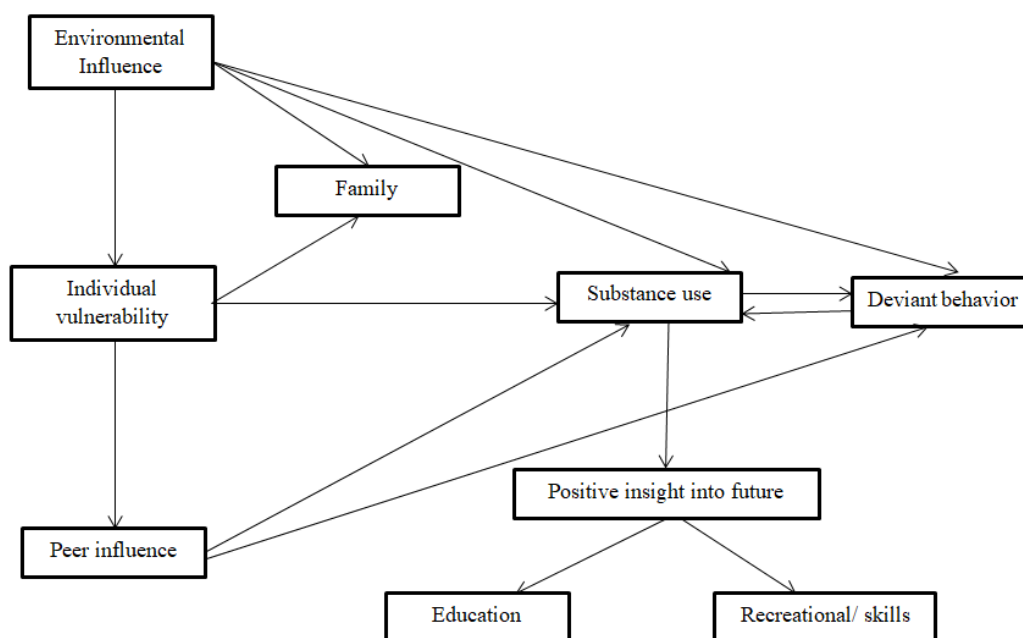 Environmental
Influence
Family
Individual
vulnerability
Substance use
Deviant behavior
Positive insight into future
Peer influence
Education
Recreational/ skills